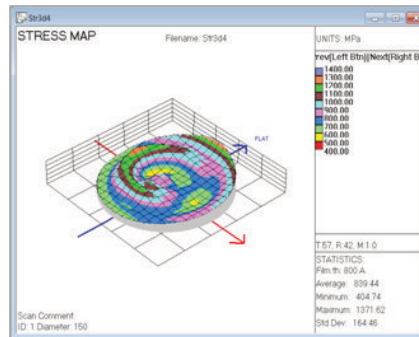 Str3d4
STRESS MAP
Filename: Str3d4
FLAT
Scan Comment
ID: 1 Diameter 150
UNITS: MPa
rev[Left Btn]|Next[Right B
1400.00
1300.00
1200.00
1100.00
1000.00
900.00
800.00
700.00
600.00
500.00
400.00
T:57, R:42, M:1.0
STATISTICS:
Film th: 800 A
Average: 839.44
Minimum: 404.74
Maximum: 1371.62
Std Dev: 164.46